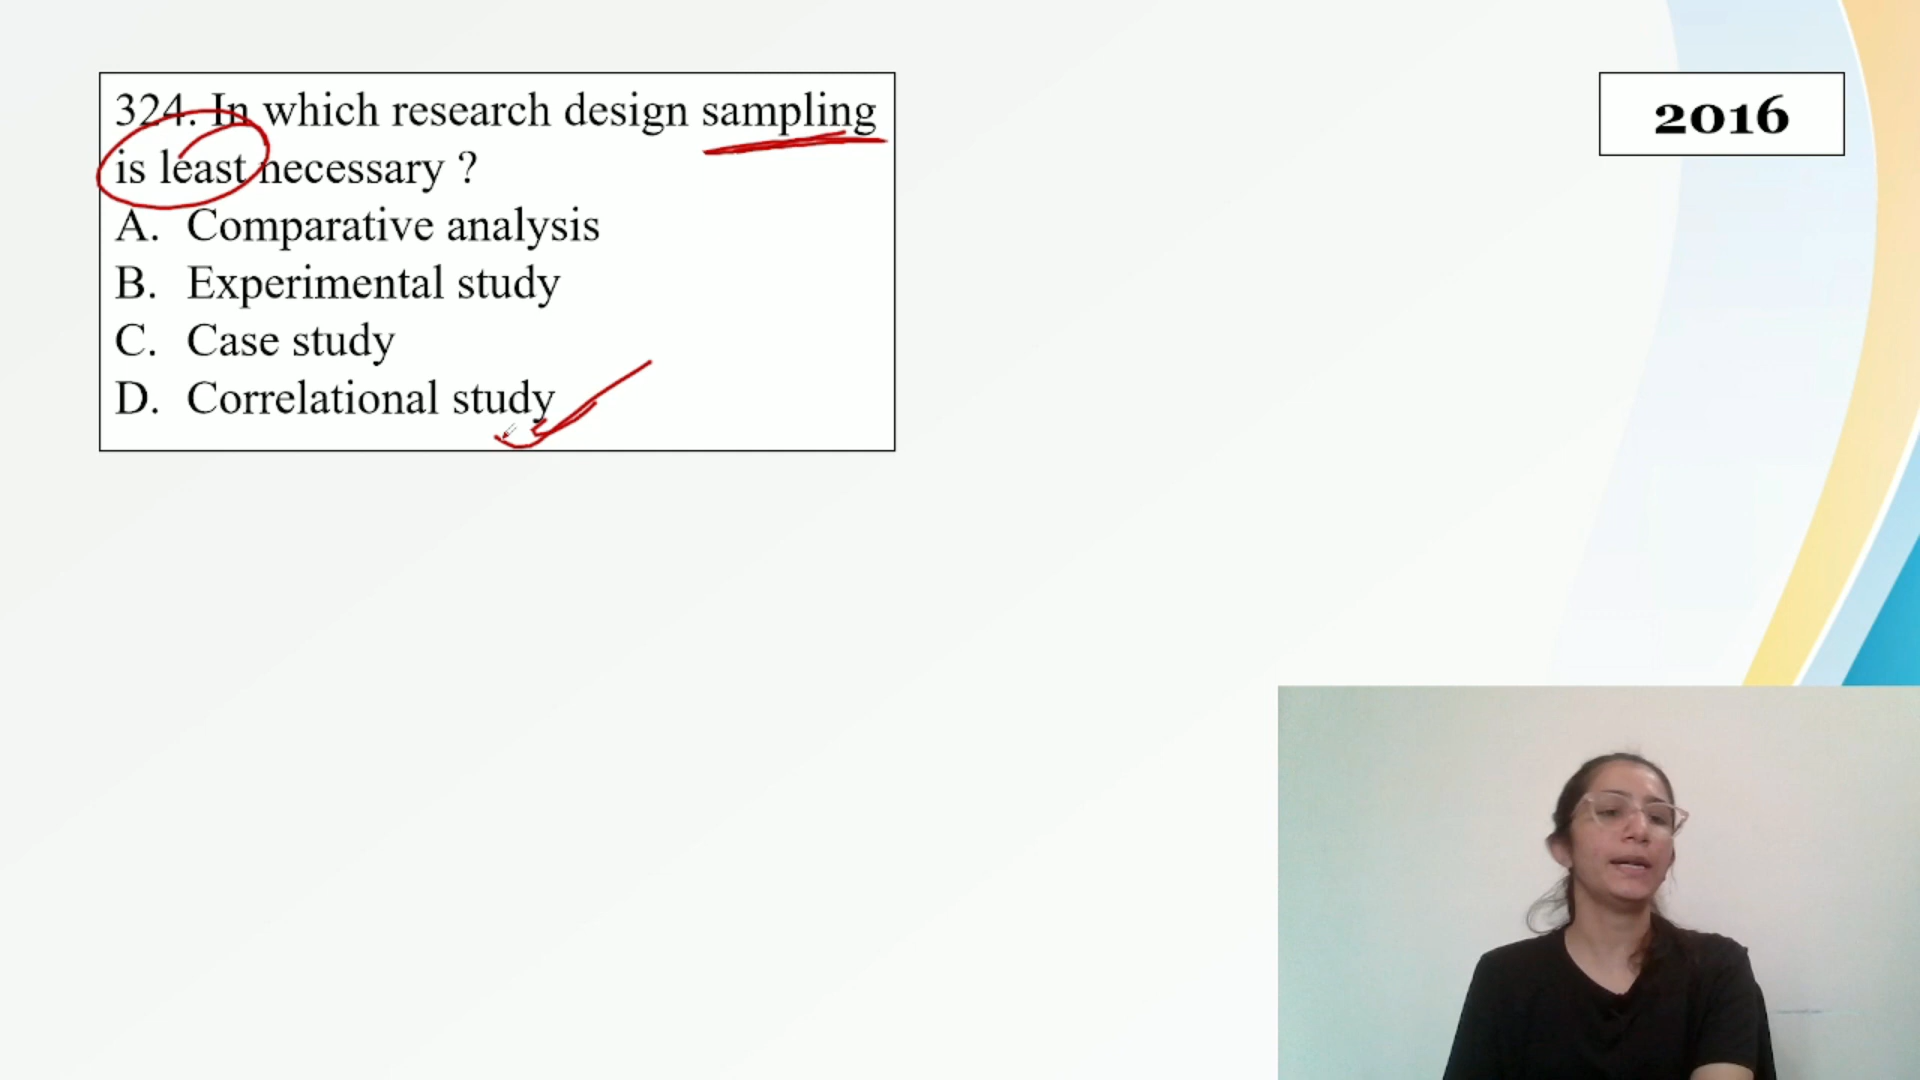 324. In which research design sampling
is least necessary ?
A. Comparative analysis
B. Experimental study
C. Case study
D. Correlational study
2016